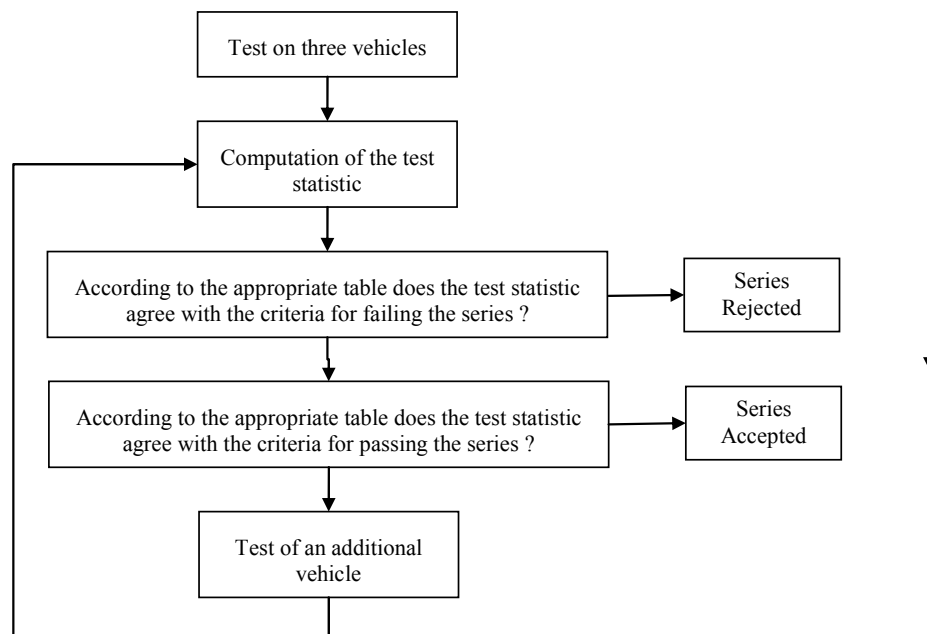 Test on three vehicles
Computation of the test
statistic
According to the appropriate table does the test statistic
agree with the criteria for failing the series ?
Series
Rejected
According to the appropriate table does the test statistic
agree with the criteria for passing the series ?
Series
Accepted
Test of an additional
vehicle